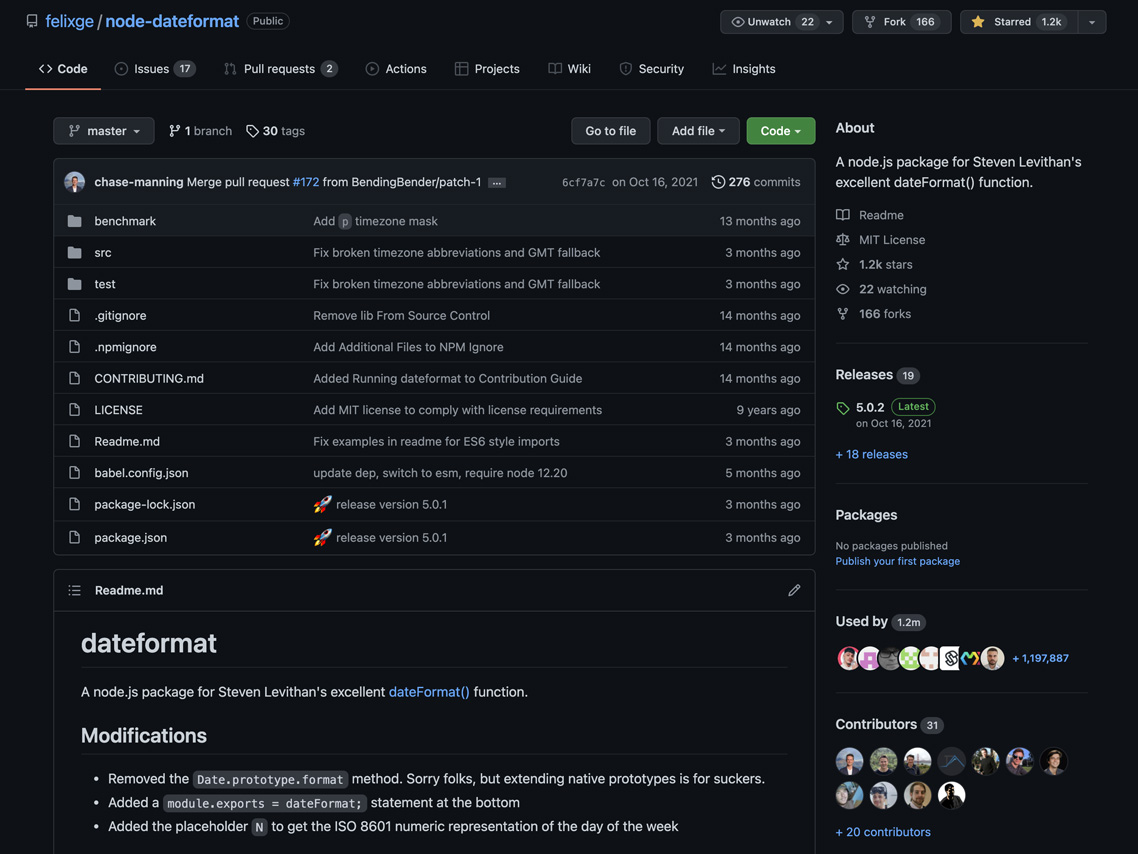 felixge / node-dateformat Public
Unwatch 22 Fork 166 Starred 1.2k
Code Issues 17 Pull requests 2 Actions Projects Wiki Security Insights
master 1 branch 30 tags Go to file Add file Code
chase-manning Merge pull request #172 from BendingBender/patch-1 ... 6cf7a7c on Oct 16, 2021 276 commits
benchmark Add p timezone mask 13 months ago
src Fix broken timezone abbreviations and GMT fallback 3 months ago
test Fix broken timezone abbreviations and GMT fallback 3 months ago
.gitignore Remove lib From Source Control 14 months ago
.npmignore Add Additional Files to NPM Ignore 14 months ago
CONTRIBUTING.md Added Running dateformat to Contribution Guide 14 months ago
LICENSE Add MIT license to comply with license requirements 9 years ago
Readme.md Fix examples in readme for ES6 style imports 3 months ago
babel.config.json update dep, switch to esm, require node 12.20 5 months ago
package-lock.json 🚀 release version 5.0.1 3 months ago
package.json 🚀 release version 5.0.1 3 months ago
Readme.md
dateformat
A node.js package for Steven Levithan's excellent dateFormat() function.
Modifications
• Removed the Date.prototype.format method. Sorry folks, but extending native prototypes is for suckers.
• Added a module.exports = dateFormat; statement at the bottom
• Added the placeholder N to get the ISO 8601 numeric representation of the day of the week
About
A node.js package for Steven Levithan's
excellent dateFormat() function.
Readme
MIT License
1.2k stars
22 watching
166 forks
Releases 19
5.0.2 Latest
on Oct 16, 2021
+ 18 releases
Packages
No packages published
Publish your first package
Used by 1.2m
+ 1,197,887
Contributors 31
+ 20 contributors